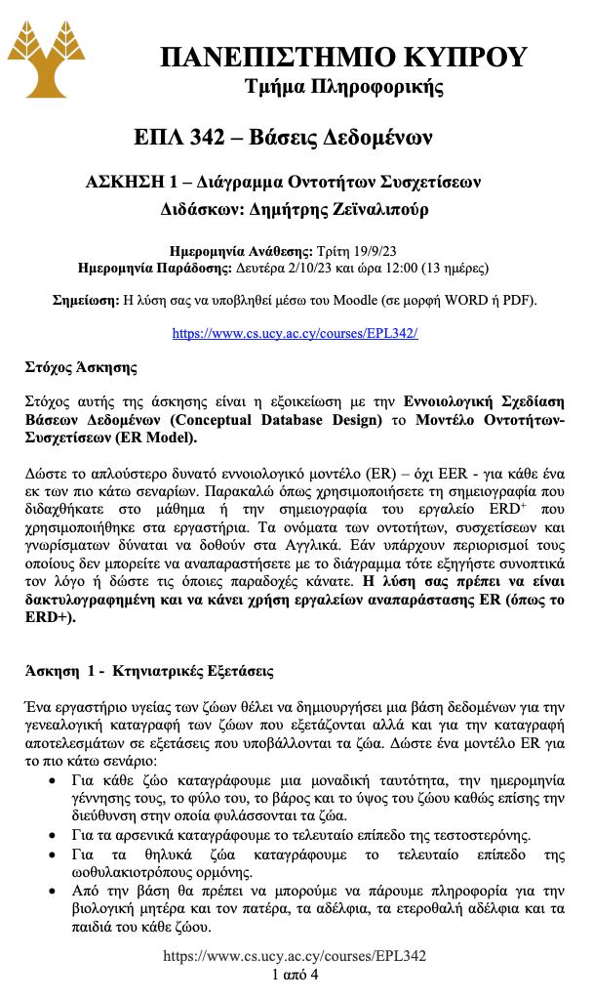 ΠΑΝΕΠΙΣΤΗΜΙΟ ΚΥΠΡΟΥ
Τμήμα Πληροφορικής
ΕΠΛ 342 – Βάσεις Δεδομένων
ΑΣΚΗΣΗ 1 – Διάγραμμα Οντοτήτων Συσχετίσεων
Διδάσκων: Δημήτρης Ζεϊναλιπούρ
Ημερομηνία Ανάθεσης: Τρίτη 19/9/23
Ημερομηνία Παράδοσης: Δευτέρα 2/10/23 και ώρα 12:00 (13 ημέρες)
Σημείωση: Η λύση σας να υποβληθεί μέσω του Moodle (σε μορφή WORD ή PDF).
https://www.cs.ucy.ac.cy/courses/EPL342/
Στόχος Άσκησης
Στόχος αυτής της άσκησης είναι η εξοικείωση με την Εννοιολογική Σχεδίαση
Βάσεων Δεδομένων (Conceptual Database Design) το Μοντέλο Οντοτήτων-
Συσχετίσεων (ER Model).
Δώστε το απλούστερο δυνατό εννοιολογικό μοντέλο (ER) – όχι EER - για κάθε ένα
εκ των πιο κάτω σεναρίων. Παρακαλώ όπως χρησιμοποιήσετε τη σημειογραφία που
διδαχθήκατε στο μάθημα ή την σημειογραφία του εργαλείο ERD+ που
χρησιμοποιήθηκε στα εργαστήρια. Τα ονόματα των οντοτήτων, συσχετίσεων και
γνωρίσματων δύναται να δοθούν στα Αγγλικά. Εάν υπάρχουν περιορισμοί τους
οποίους δεν μπορείτε να αναπαραστήσετε με το διάγραμμα τότε εξηγήστε συνοπτικά
τον λόγο ή δώστε τις όποιες παραδοχές κάνατε. Η λύση σας πρέπει να είναι
δακτυλογραφημένη και να κάνει χρήση εργαλείων αναπαράστασης ER (όπως το
ERD+).
Άσκηση 1 - Κτηνιατρικές Εξετάσεις
Ένα εργαστήριο υγείας των ζώων θέλει να δημιουργήσει μια βάση δεδομένων για την
γενεαλογική καταγραφή των ζώων που εξετάζονται αλλά και για την καταγραφή
αποτελεσμάτων σε εξετάσεις που υποβάλλονται τα ζώα. Δώστε ένα μοντέλο ER για
το πιο κάτω σενάριο:
• Για κάθε ζώο καταγράφουμε μια μοναδική ταυτότητα, την ημερομηνία
γέννησης τους, το φύλο του, το βάρος και το ύψος του ζώου καθώς επίσης την
διεύθυνση στην οποία φυλάσσονται τα ζώα.
• Για τα αρσενικά καταγράφουμε το τελευταίο επίπεδο της τεστοστερόνης.
• Για τα θηλυκά ζώα καταγράφουμε το τελευταίο επίπεδο της
ωοθυλακιοτρόπους ορμόνης.
• Από την βάση θα πρέπει να μπορούμε να πάρουμε πληροφορία για την
βιολογική μητέρα και τον πατέρα, τα αδέλφια, τα ετεροθαλή αδέλφια και τα
παιδιά του κάθε ζώου.
https://www.cs.ucy.ac.cy/courses/EPL342
1 από 4